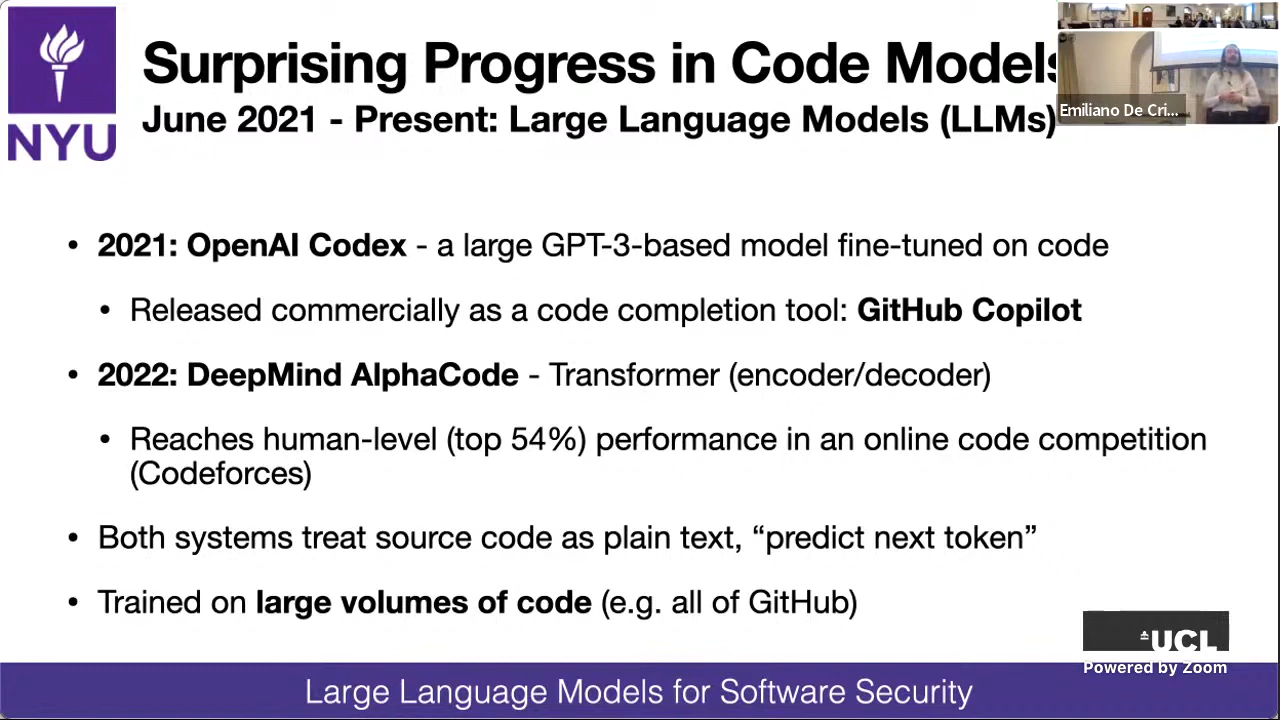 Surprising Progress in Code Models
June 2021 - Present: Large Language Models (LLMs)
NYU
Emiliano De Cri...
• 2021: OpenAI Codex - a large GPT-3-based model fine-tuned on code
• Released commercially as a code completion tool: GitHub Copilot
• 2022: DeepMind AlphaCode - Transformer (encoder/decoder)
• Reaches human-level (top 54%) performance in an online code competition
(Codeforces)
• Both systems treat source code as plain text, “predict next token”
• Trained on large volumes of code (e.g. all of GitHub)
UCL
Powered by Zoom
Large Language Models for Software Security